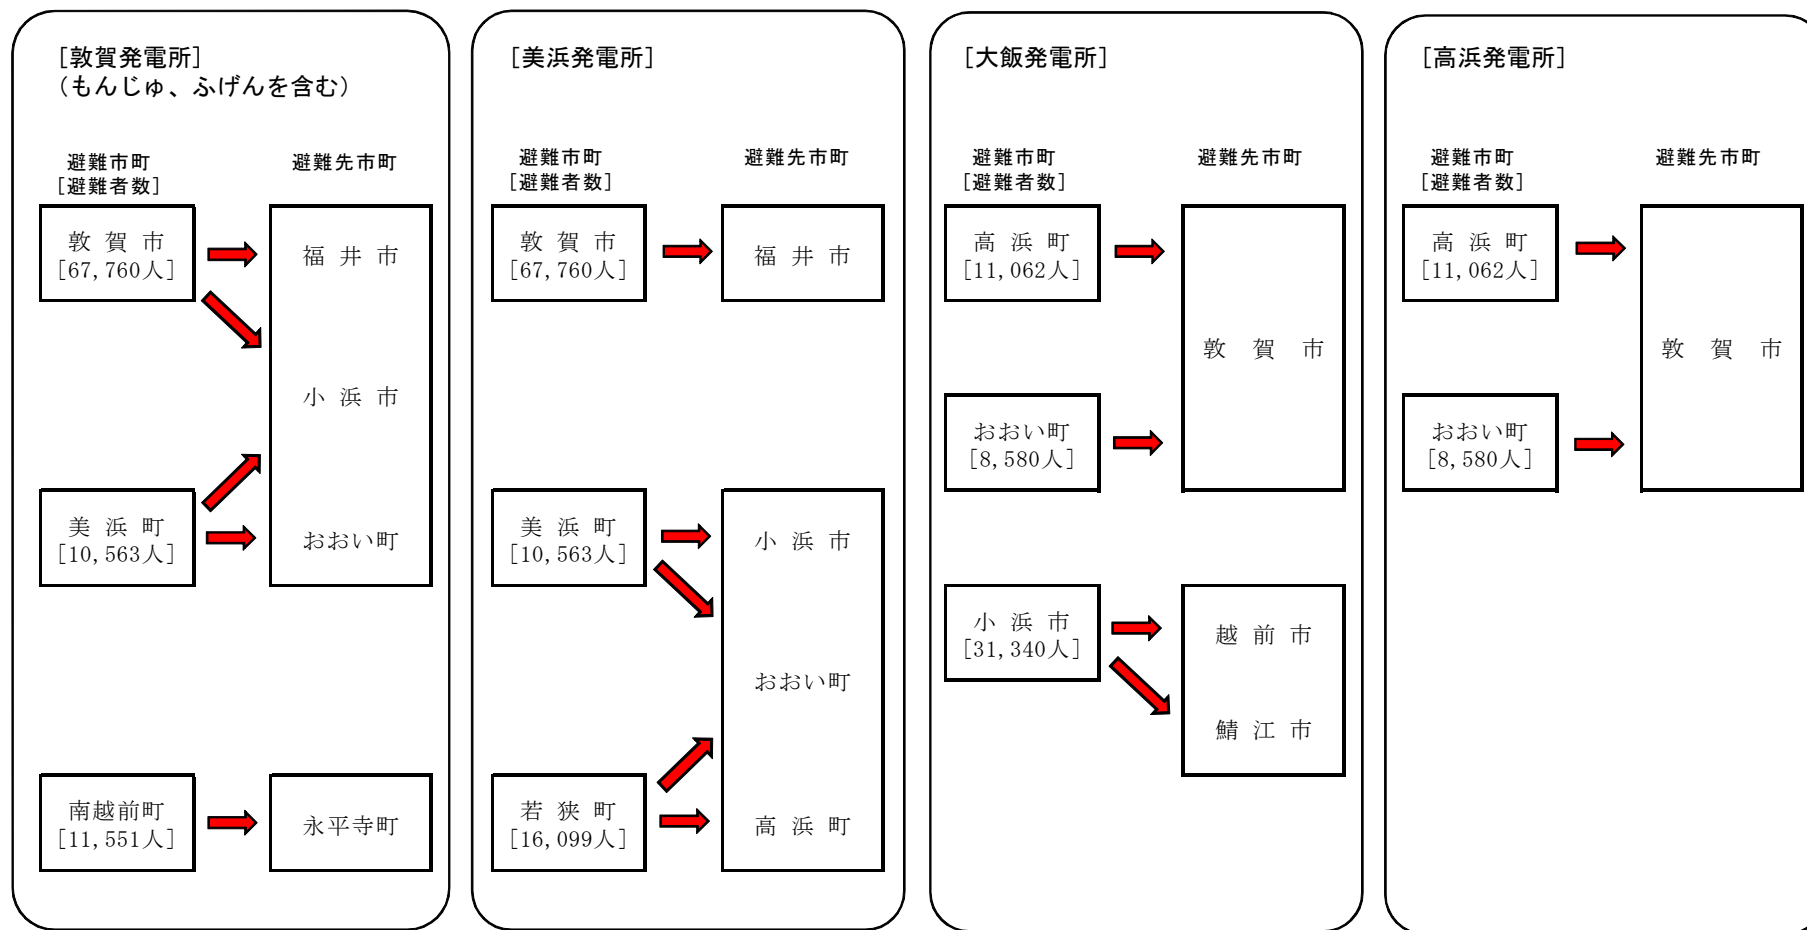 [敦賀発電所]
(もんじゅ、ふげんを含む)
避難市町
[避難者数]
避難先市町
敦賀市
[67,760人]
福井市
小浜市
美浜町
[10,563人]
おおい町
南越前町
[11,551人]
永平寺町
[美浜発電所]
避難市町
[避難者数]
避難先市町
敦賀市
[67,760人]
福井市
美浜町
[10,563人]
小浜市
おおい町
若狭町
[16,099人]
高浜町
[大飯発電所]
避難市町
[避難者数]
避難先市町
高浜町
[11,062人]
敦賀市
おおい町
[8,580人]
小浜市
[31,340人]
越前市
鯖江市
[高浜発電所]
避難市町
[避難者数]
避難先市町
高浜町
[11,062人]
敦賀市
おおい町
[8,580人]